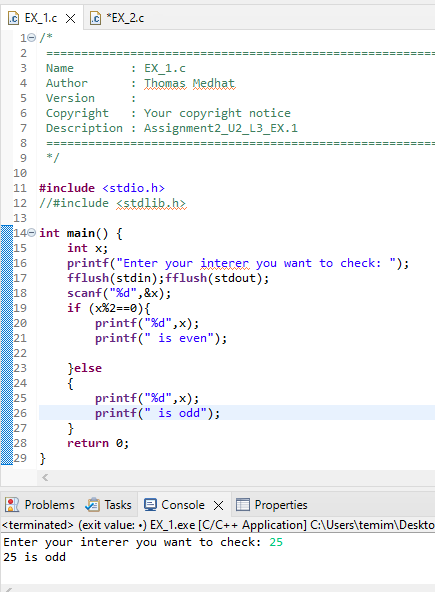 EX_1.c
*EX_2.c
1 /*
2 ====================================================
3 Name        : EX_1.c
4 Author      : Thomas Medhat
5 Version     :
6 Copyright   : Your copyright notice
7 Description : Assignment2_U2_L3_EX.1
8 ====================================================
9 */
10
11 #include <stdio.h>
12 //#include <stdlib.h>
13
14 int main() {
15     int x;
16     printf("Enter your interer you want to check: ");
17     fflush(stdin);fflush(stdout);
18     scanf("%d",&x);
19     if (x%2==0){
20         printf("%d",x);
21         printf(" is even");
22
23     }else
24     {
25         printf("%d",x);
26         printf(" is odd");
27     }
28     return 0;
29 }
Problems Tasks Console Properties
<terminated> (exit value: •) EX_1.exe [C/C++ Application] C:\Users\temim\Deskto
Enter your interer you want to check: 25
25 is odd